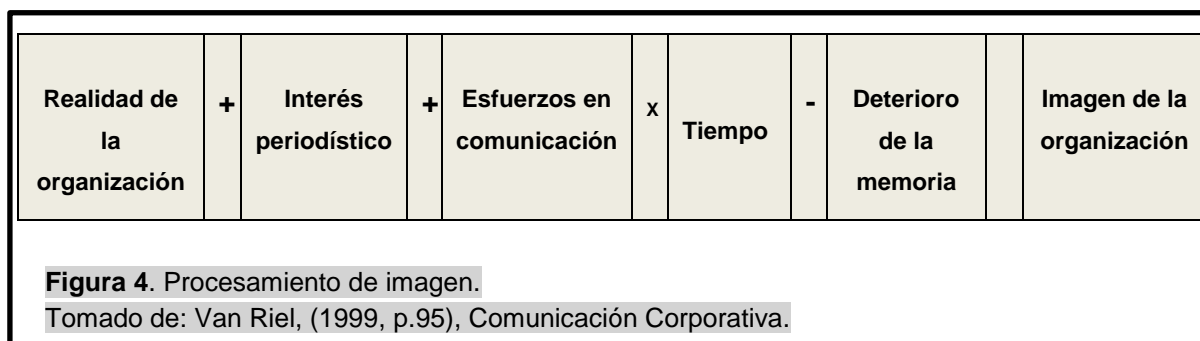 Realidad de
la
organización
+
Interés
periodístico
+
Esfuerzos en
comunicación
X
Tiempo
-
Deterioro
de la
memoria
Imagen de la
organización
Figura 4. Procesamiento de imagen.
Tomado de: Van Riel, (1999, p.95), Comunicación Corporativa.